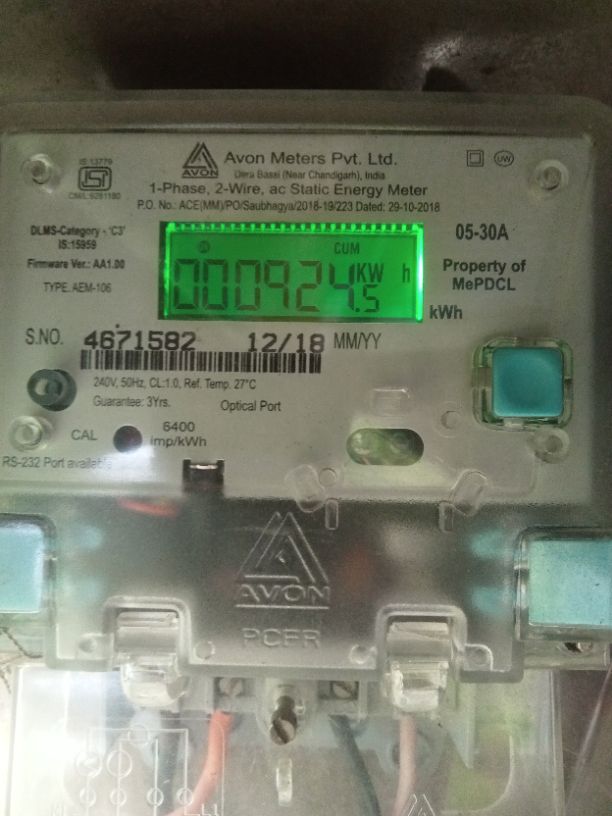 IS 13779
ISI
CM/L-9281180
AVON
Avon Meters Pvt. Ltd.
Dera Bassi (Near Chandigarh), India
UW
1-Phase, 2-Wire, ac Static Energy Meter
P.O. No.: ACE(MM)/PO/Saubhagya/2018-19/223 Dated: 29-10-2018
DLMS-Category - 'C3'
IS:15959
Firmware Ver.: AA1.00
TYPE. AEM-106
CUM
000924.5 KW h
kWh
05-30A
Property of
MePDCL
S.NO. 4671582 12/18 MM/YY
240V, 50Hz, CL:1.0, Ref. Temp. 27°C
Guarantee: 3Yrs. Optical Port
CAL 6400
imp/kWh
RS-232 Port available
AVON